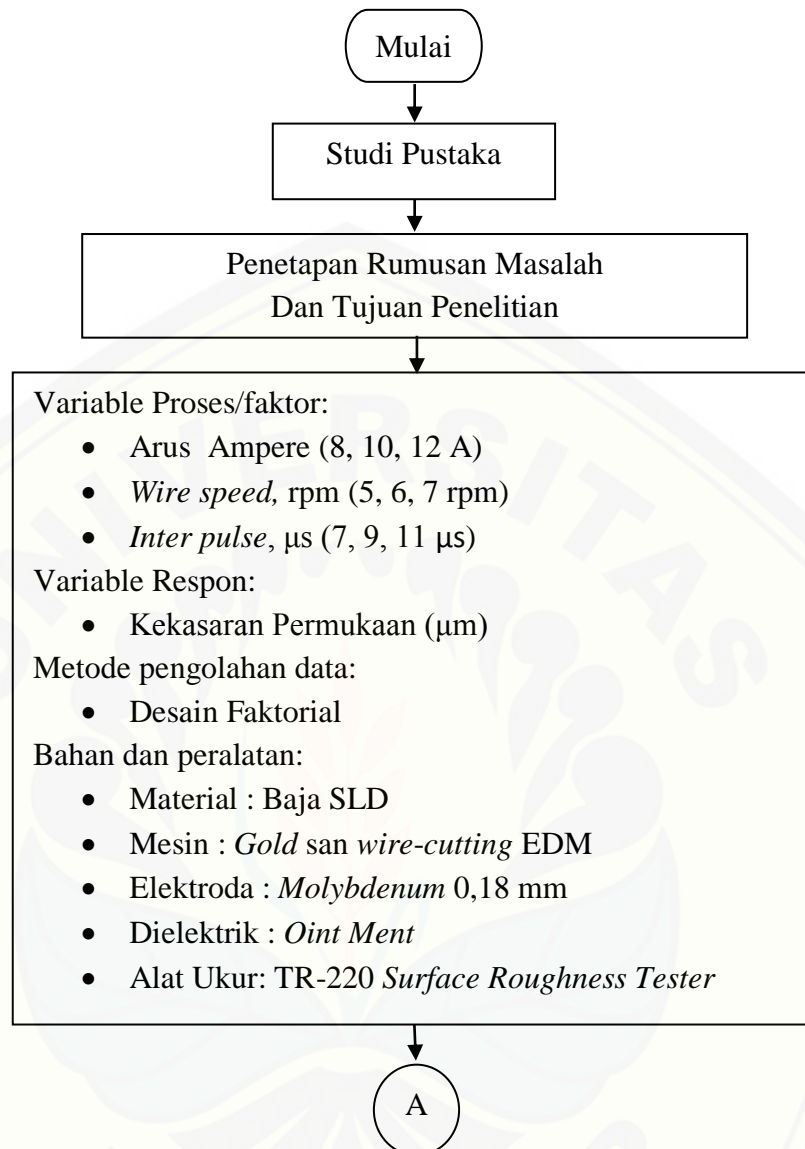 Mulai
Studi Pustaka
Penetapan Rumusan Masalah
Dan Tujuan Penelitian
Variable Proses/faktor:
• Arus Ampere (8, 10, 12 A)
• Wire speed, rpm (5, 6, 7 rpm)
• Inter pulse, μs (7, 9, 11 μs)
Variable Respon:
• Kekasaran Permukaan (μm)
Metode pengolahan data:
• Desain Faktorial
Bahan dan peralatan:
• Material : Baja SLD
• Mesin : Gold san wire-cutting EDM
• Elektroda : Molybdenum 0,18 mm
• Dielektrik : Oint Ment
• Alat Ukur: TR-220 Surface Roughness Tester
A
UNIVERSITAS